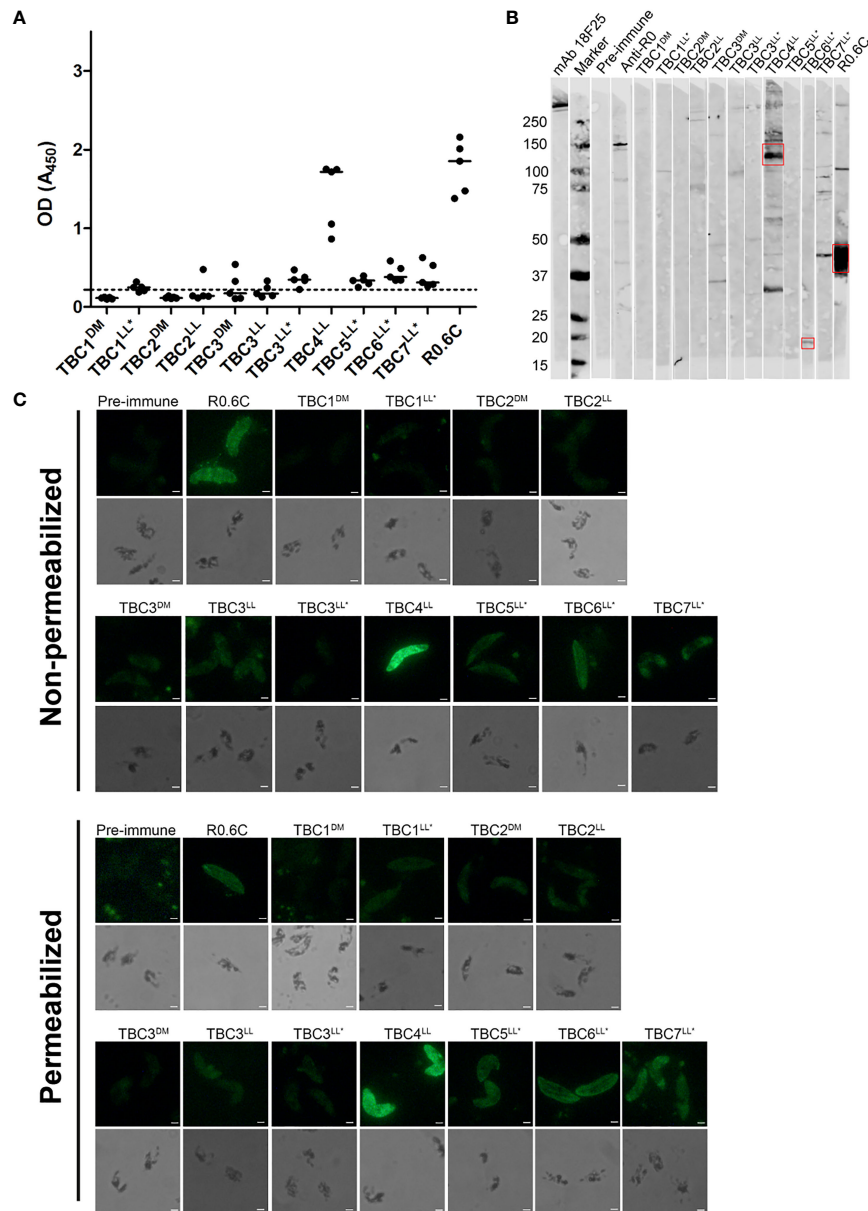 A
3
2
1
0
OD (A450)
TBC1DM
TBC1LL*
TBC2DM
TBC2LL
TBC3DM
TBC3LL
TBC3LL*
TBC4LL
TBC5LL*
TBC6LL*
TBC7LL*
R0.6C
B
mAb 18F25
Marker
Pre-immune
Anti-R0
TBC1DM
TBC1LL*
TBC2DM
TBC2LL
TBC3DM
TBC3LL
TBC3LL*
TBC4LL
TBC5LL*
TBC6LL*
TBC7LL*
R0.6C
250
150
100
75
50
37
25
20
15
C
Non-permeabilized
Pre-immune R0.6C TBC1DM TBC1LL* TBC2DM TBC2LL
TBC3DM TBC3LL TBC3LL* TBC4LL TBC5LL* TBC6LL* TBC7LL*
Permeabilized
Pre-immune R0.6C TBC1DM TBC1LL* TBC2DM TBC2LL
TBC3DM TBC3LL TBC3LL* TBC4LL TBC5LL* TBC6LL* TBC7LL*